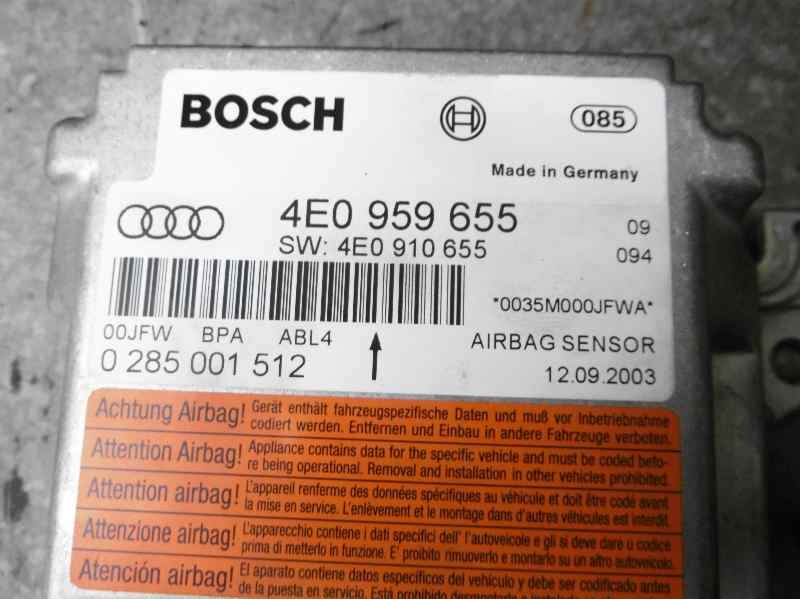 BOSCH
085
Made in Germany
4E0 959 655 09
SW: 4E0 910 655 094
*0035M000JFWA*
00JFW BPA ABL4
AIRBAG SENSOR
0 285 001 512
12.09.2003
Achtung Airbag! Gerät enthält fahrzeugspezifische Daten und muß vor Inbetriebnahme
codiert werden. Entfernen und Einbau in andere Fahrzeuge verboten.
Attention Airbag! Appliance contains data for the specific vehicle and must be coded befo-
re being operational. Removal and installation in other vehicles prohibited.
Attention airbag! L'appareil renferme des données spécifiques au véhicule et doit être codé avant
la mise en service. L'enlèvement et le montage dans d'autres véhicules est interdit.
Attenzione airbag! L'apparecchio contiene i dati specifici dell' l'autoveicolo e gli si deve dare u codice
prima di metterlo in funzione. E' proibito rimuoverlo e montarlo su un altro autoveicolo.
Atención airbag! El aparato contiene datos específicos del vehículo y debe ser codificado antes
de la puesta en servicio. Está prohibido desmontarlo e instalarlo